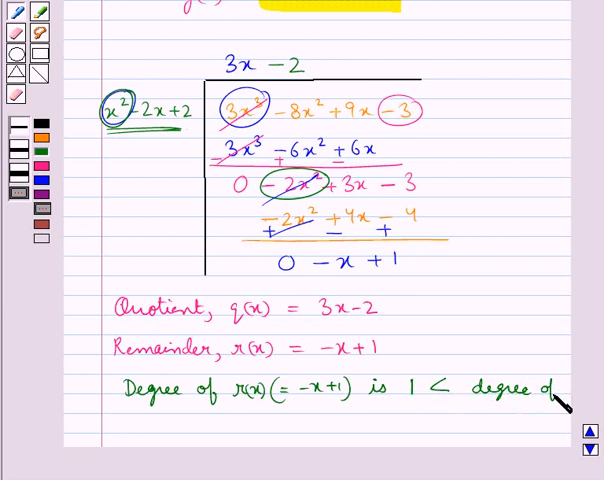 3x - 2
x² - 2x + 2 3x³ - 8x² + 9x - 3
3x³ - 6x² + 6x
- + -
0 - 2x² + 3x - 3
- 2x² + 4x - 4
+ - +
0 - x + 1
Quotient, q(x) = 3x - 2
Remainder, r(x) = -x + 1
Degree of r(x) (= -x+1) is 1 < degree of